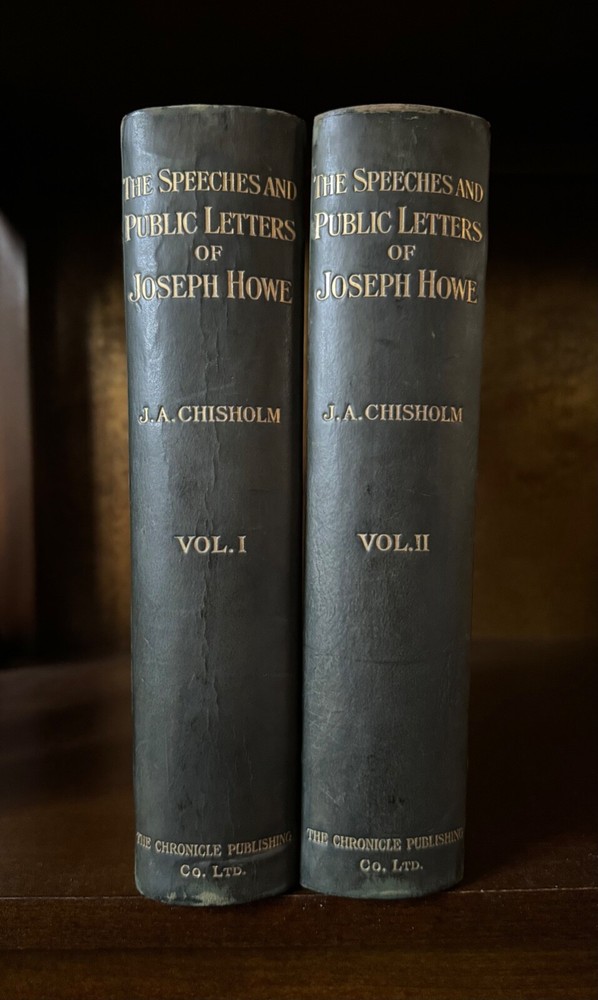 THE SPEECHES AND
PUBLIC LETTERS
OF
JOSEPH HOWE
J. A. CHISHOLM
VOL. I
THE CHRONICLE PUBLISHING
CO. LTD.
THE SPEECHES AND
PUBLIC LETTERS
OF
JOSEPH HOWE
J. A. CHISHOLM
VOL. II
THE CHRONICLE PUBLISHING
CO. LTD.